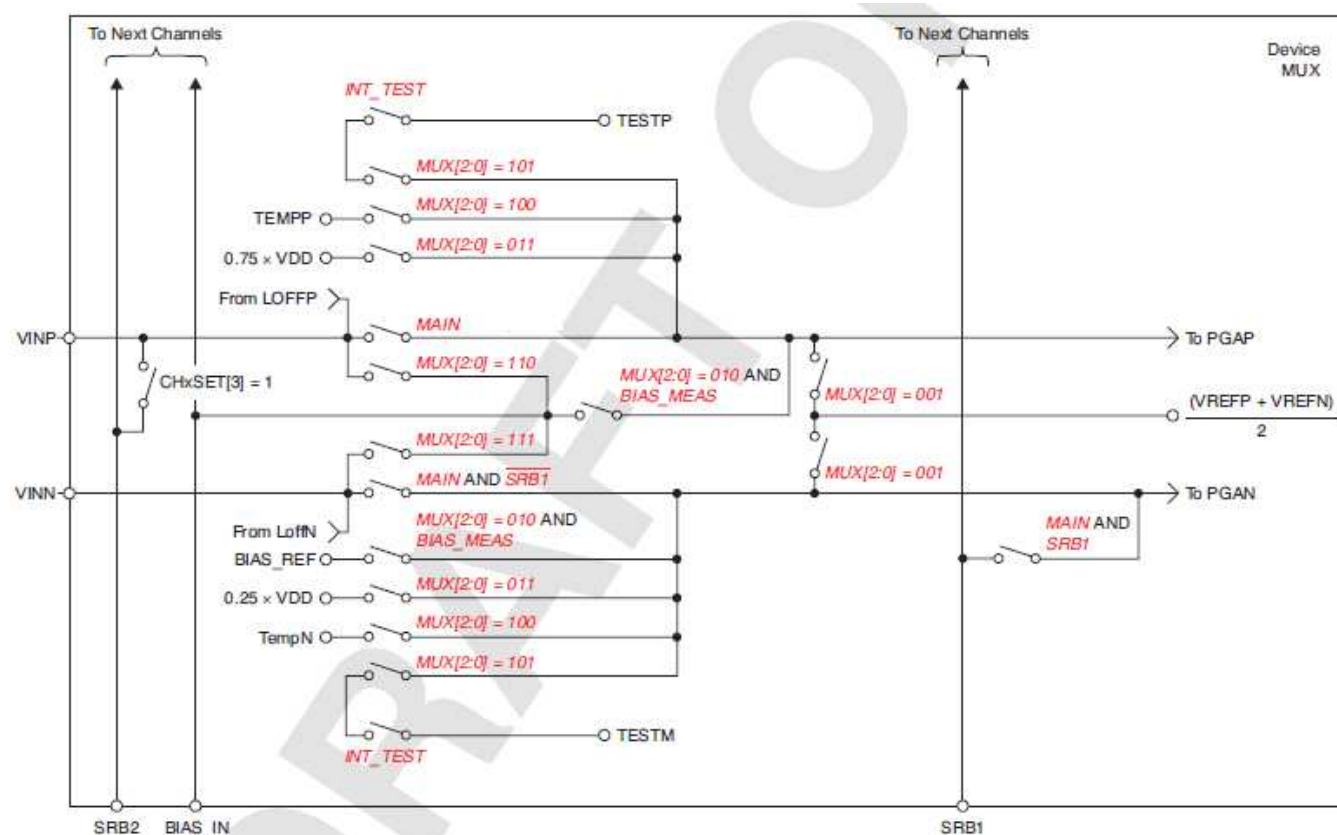 To Next Channels
To Next Channels
Device
MUX
INT_TEST
TESTP
MUX[2:0] = 101
TEMPP
MUX[2:0] = 100
0.75 × VDD
MUX[2:0] = 011
From LOFFP
VINP
MAIN
To PGAP
MUX[2:0] = 110
CHxSET[3] = 1
MUX[2:0] = 010 AND
BIAS_MEAS
MUX[2:0] = 001
(VREFP + VREFN)
2
MUX[2:0] = 111
MUX[2:0] = 001
MAIN AND SRB1
VINN
To PGAN
From LoffN
MUX[2:0] = 010 AND
BIAS_MEAS
MAIN AND
SRB1
BIAS_REF
0.25 × VDD
MUX[2:0] = 011
TempN
MUX[2:0] = 100
MUX[2:0] = 101
TESTM
INT_TEST
SRB2
BIAS_IN
SRB1